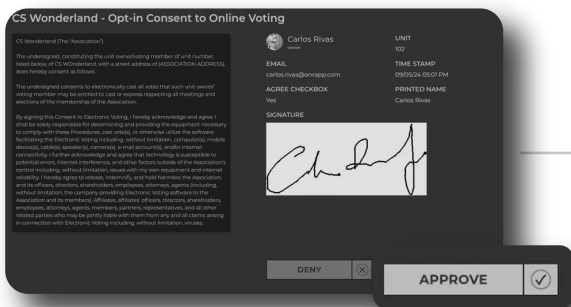 CS Wonderland - Opt-in Consent to Online Voting
CS Wonderland (The "Association")
The undersigned, constituting the unit owner/voting member of unit number,
listed below, of CS WOnderland, with a street address of [ASSOCIATION ADDRESS],
does hereby consent as follows:
The undersigned consents to electronically cast all votes that such unit owner/
voting member may be entitled to cast or express respecting all meetings and
elections of the membership of the Association.
By signing this Consent to Electronic Voting, I hereby acknowledge and agree I
shall be solely responsible for determining and providing the equipment necessary
to comply with these Procedures, cast vote(s), or otherwise utilize the software
facilitating the Electronic Voting including, without limitation, computer(s), mobile
device(s), cable(s), speaker(s), camera(s), e-mail account(s), and/or internet
connectivity. I further acknowledge and agree that technology is susceptible to
potential errors, internet interference, and other factors outside of the Association's
control including, without limitation, issues with my own equipment and internet
reliability. I hereby agree to release, indemnify, and hold harmless the Association,
and its officers, directors, shareholders, employees, attorneys, agents (including,
without limitation, the company providing Electronic Voting software to the
Association and its members), Affiliates, affiliates' officers, directors, shareholders,
employees, attorneys, agents, members, partners, representatives, and all other
related parties who may be jointly liable with them from any and all claims arising
in connection with Electronic Voting including, without limitation, viruses,
Carlos Rivas
owner
UNIT
102
EMAIL
carlos.rivas@onrapp.com
TIME STAMP
09/05/24 05:01 PM
AGREE CHECKBOX
Yes
PRINTED NAME
Carlos Rivas
SIGNATURE
DENY
APPROVE